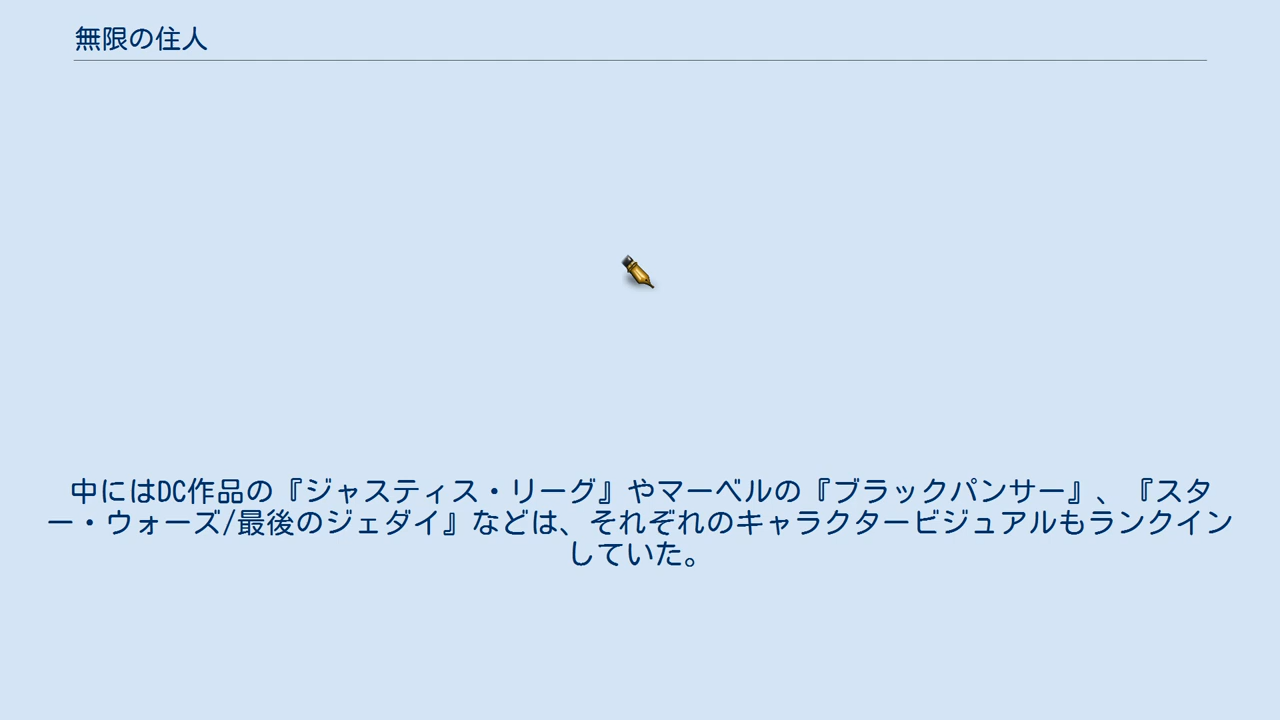 無限の住人
中にはDC作品の『ジャスティス・リーグ』やマーベルの『ブラックパンサー』、『スタ
ー・ウォーズ/最後のジェダイ』などは、それぞれのキャラクタービジュアルもランクイン
していた。